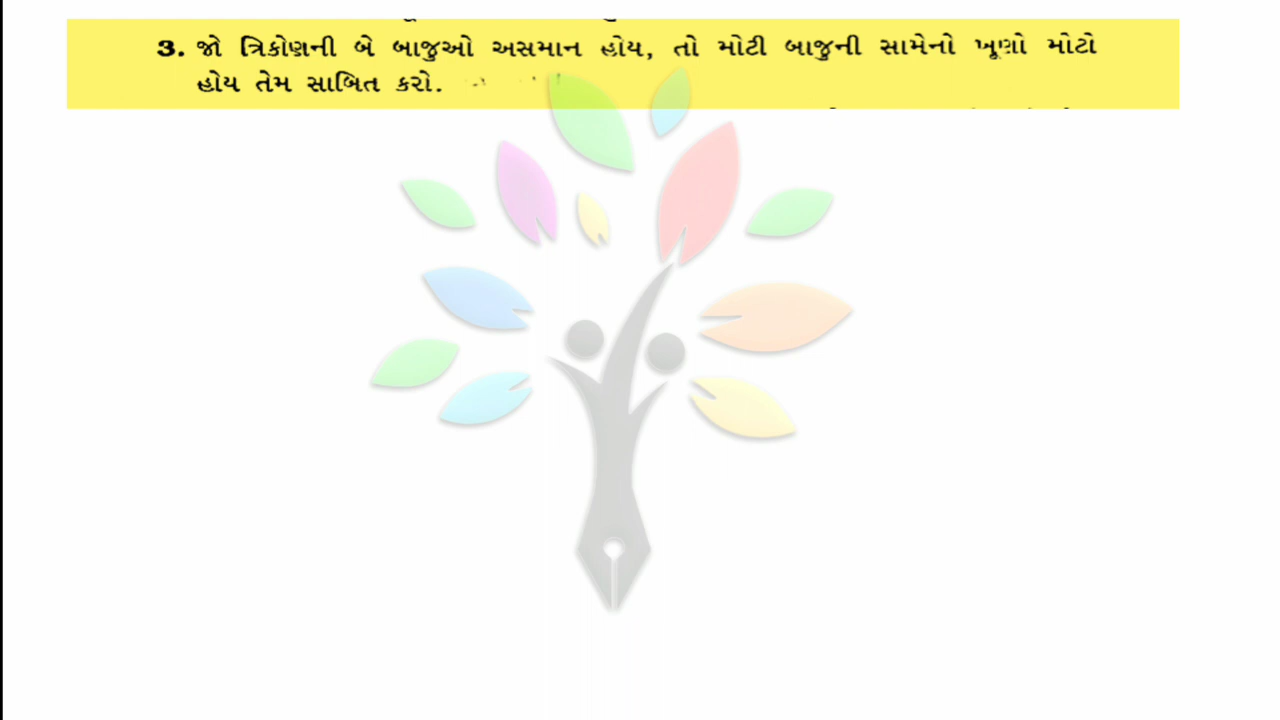 3. જો ત્રિકોણની બે બાજુઓ અસમાન હોય, તો મોટી બાજુની સામેનો ખૂણો મોટો
હોય તેમ સાબિત કરો.